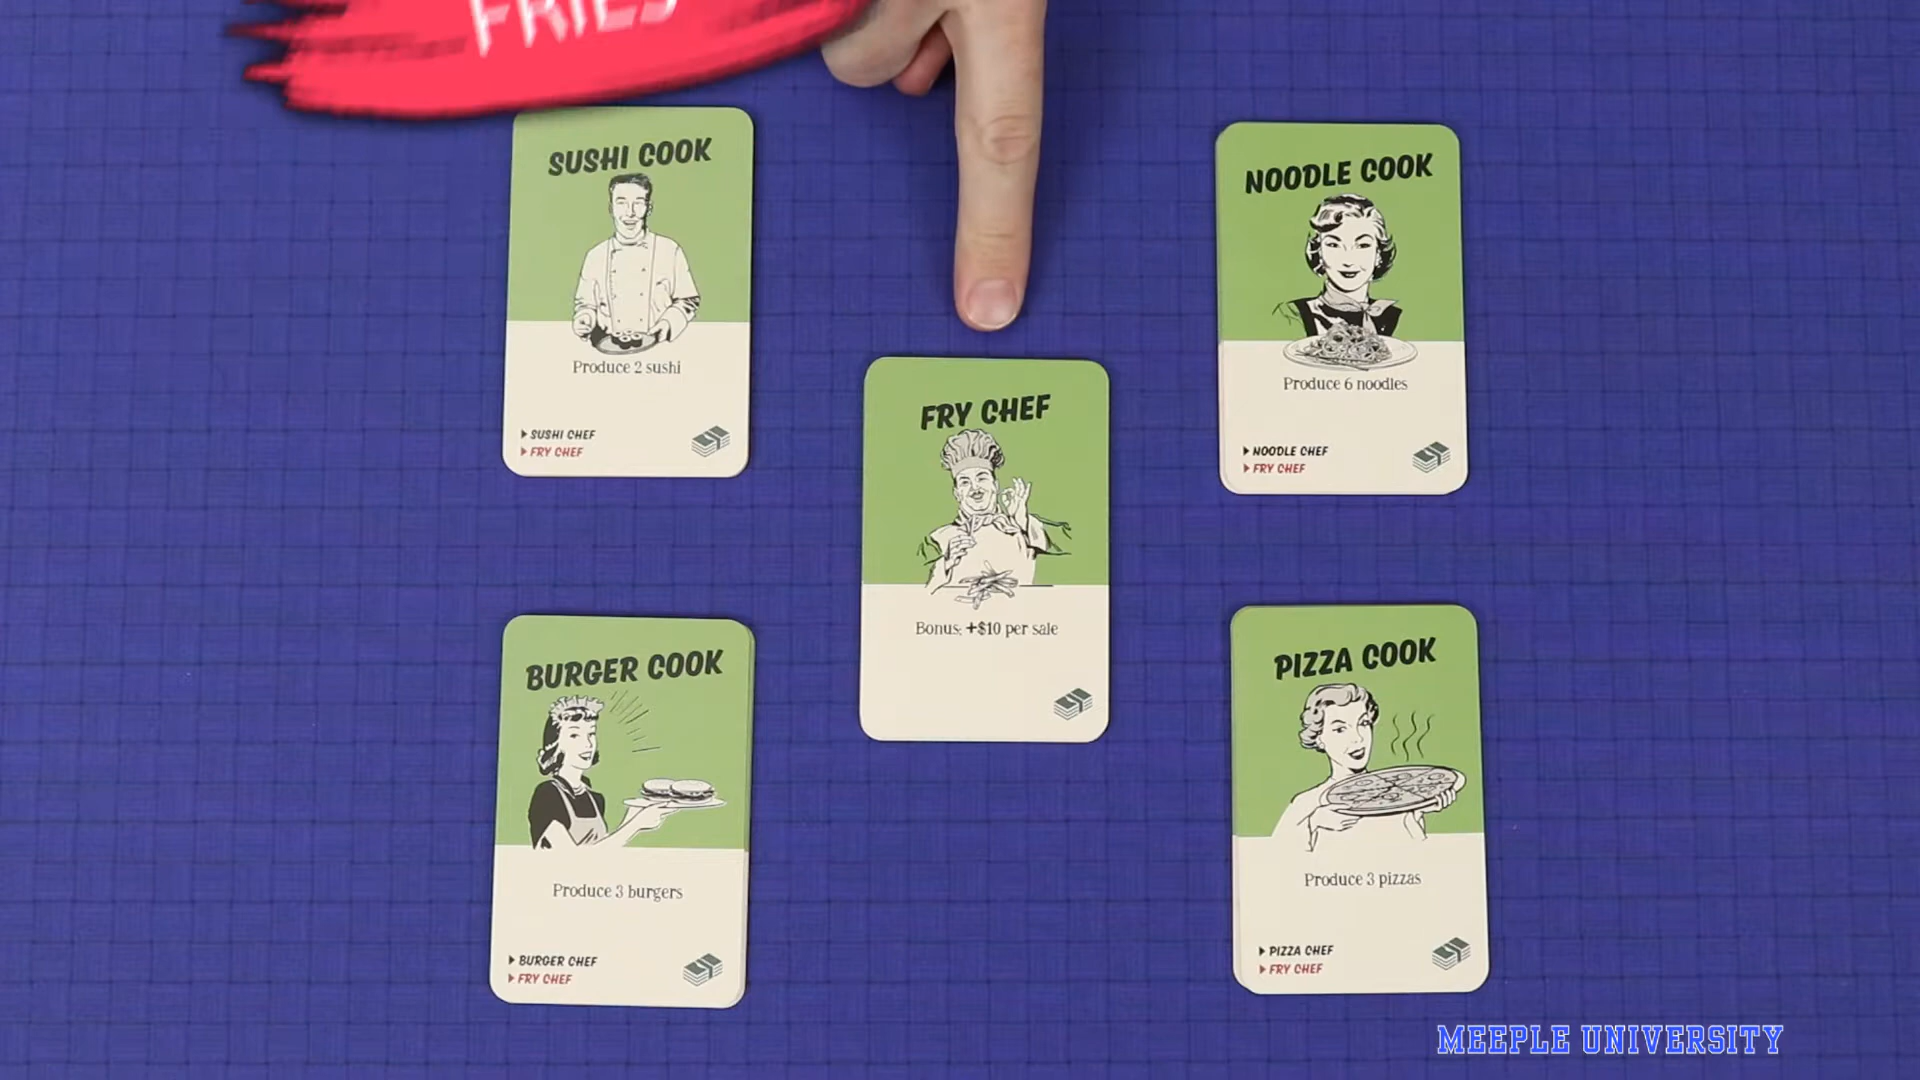 FRIES
SUSHI COOK
Produce 2 sushi
SUSHI CHEF
FRY CHEF
NOODLE COOK
Produce 6 noodles
NOODLE CHEF
FRY CHEF
FRY CHEF
Bonus: +$10 per sale
BURGER COOK
Produce 3 burgers
BURGER CHEF
FRY CHEF
PIZZA COOK
Produce 3 pizzas
PIZZA CHEF
FRY CHEF
MEEPLE UNIVERSITY